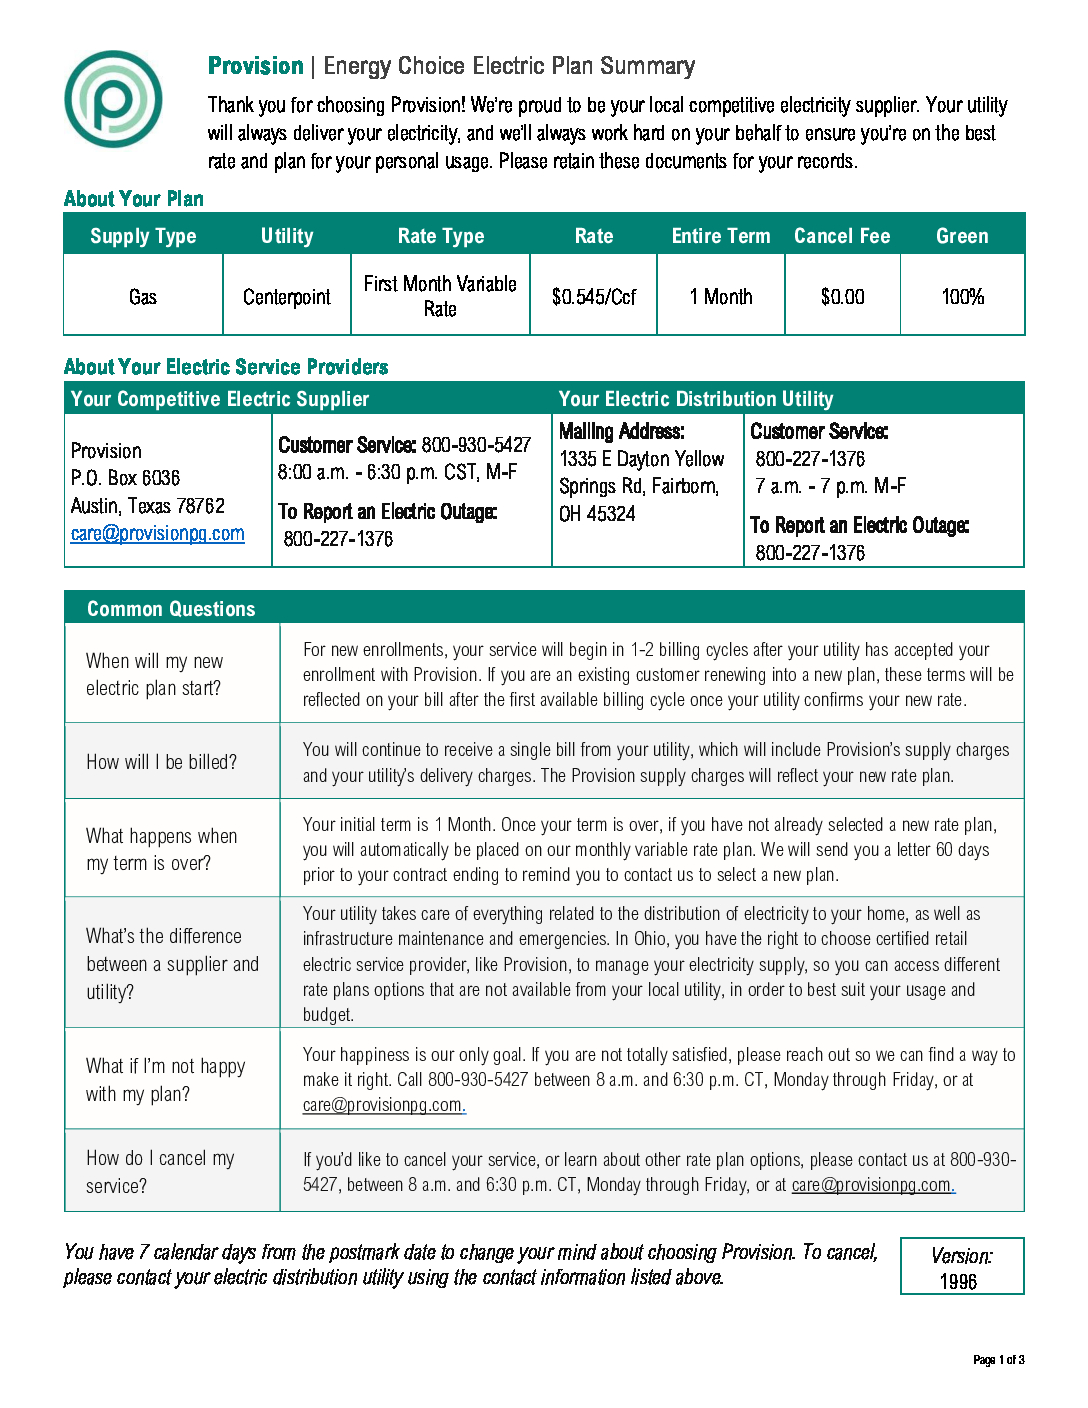 Provision | Energy Choice Electric Plan Summary
Thank you for choosing Provision! We're proud to be your local competitive electricity supplier. Your utility
will always deliver your electricity, and we'll always work hard on your behalf to ensure you're on the best
rate and plan for your personal usage. Please retain these documents for your records.
About Your Plan
Supply Type Utility Rate Type Rate Entire Term Cancel Fee Green
Gas Centerpoint First Month Variable Rate $0.545/Ccf 1 Month $0.00 100%
About Your Electric Service Providers
Your Competitive Electric Supplier Your Electric Distribution Utility
Provision
P.O. Box 6036
Austin, Texas 78762
care@provisionpg.com
Customer Service: 800-930-5427
8:00 a.m. - 6:30 p.m. CST, M-F
To Report an Electric Outage:
800-227-1376
Mailing Address:
1335 E Dayton Yellow
Springs Rd, Fairborn,
OH 45324
Customer Service:
800-227-1376
7 a.m. - 7 p.m. M-F
To Report an Electric Outage:
800-227-1376
Common Questions
When will my new
electric plan start?
For new enrollments, your service will begin in 1-2 billing cycles after your utility has accepted your
enrollment with Provision. If you are an existing customer renewing into a new plan, these terms will be
reflected on your bill after the first available billing cycle once your utility confirms your new rate.
How will I be billed?
You will continue to receive a single bill from your utility, which will include Provision's supply charges
and your utility's delivery charges. The Provision supply charges will reflect your new rate plan.
What happens when
my term is over?
Your initial term is 1 Month. Once your term is over, if you have not already selected a new rate plan,
you will automatically be placed on our monthly variable rate plan. We will send you a letter 60 days
prior to your contract ending to remind you to contact us to select a new plan.
What's the difference
between a supplier and
utility?
Your utility takes care of everything related to the distribution of electricity to your home, as well as
infrastructure maintenance and emergencies. In Ohio, you have the right to choose certified retail
electric service provider, like Provision, to manage your electricity supply, so you can access different
rate plans options that are not available from your local utility, in order to best suit your usage and
budget.
What if I'm not happy
with my plan?
Your happiness is our only goal. If you are not totally satisfied, please reach out so we can find a way to
make it right. Call 800-930-5427 between 8 a.m. and 6:30 p.m. CT, Monday through Friday, or at
care@provisionpg.com.
How do I cancel my
service?
If you'd like to cancel your service, or learn about other rate plan options, please contact us at 800-930-
5427, between 8 a.m. and 6:30 p.m. CT, Monday through Friday, or at care@provisionpg.com.
You have 7 calendar days from the postmark date to change your mind about choosing Provision. To cancel,
please contact your electric distribution utility using the contact information listed above.
Version:
1996
Page 1 of 3